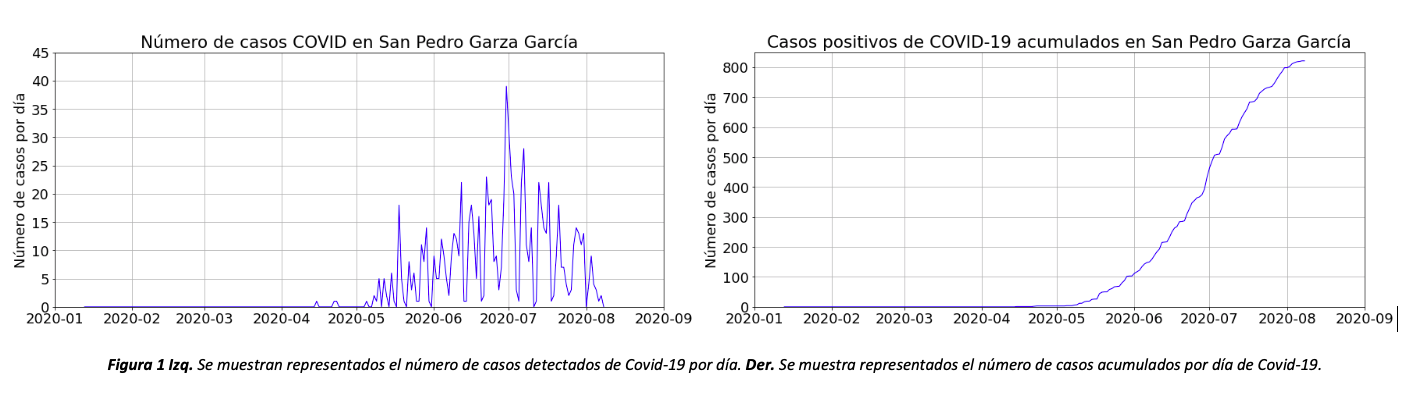 Número de casos COVID en San Pedro Garza García
Número de casos por día
45
40
35
30
25
20
15
10
5
0
2020-01 2020-02 2020-03 2020-04 2020-05 2020-06 2020-07 2020-08 2020-09
Casos positivos de COVID-19 acumulados en San Pedro Garza García
Número de casos por día
800
700
600
500
400
300
200
100
0
2020-01 2020-02 2020-03 2020-04 2020-05 2020-06 2020-07 2020-08 2020-09
Figura 1 Izq. Se muestran representados el número de casos detectados de Covid-19 por día. Der. Se muestra representados el número de casos acumulados por día de Covid-19.